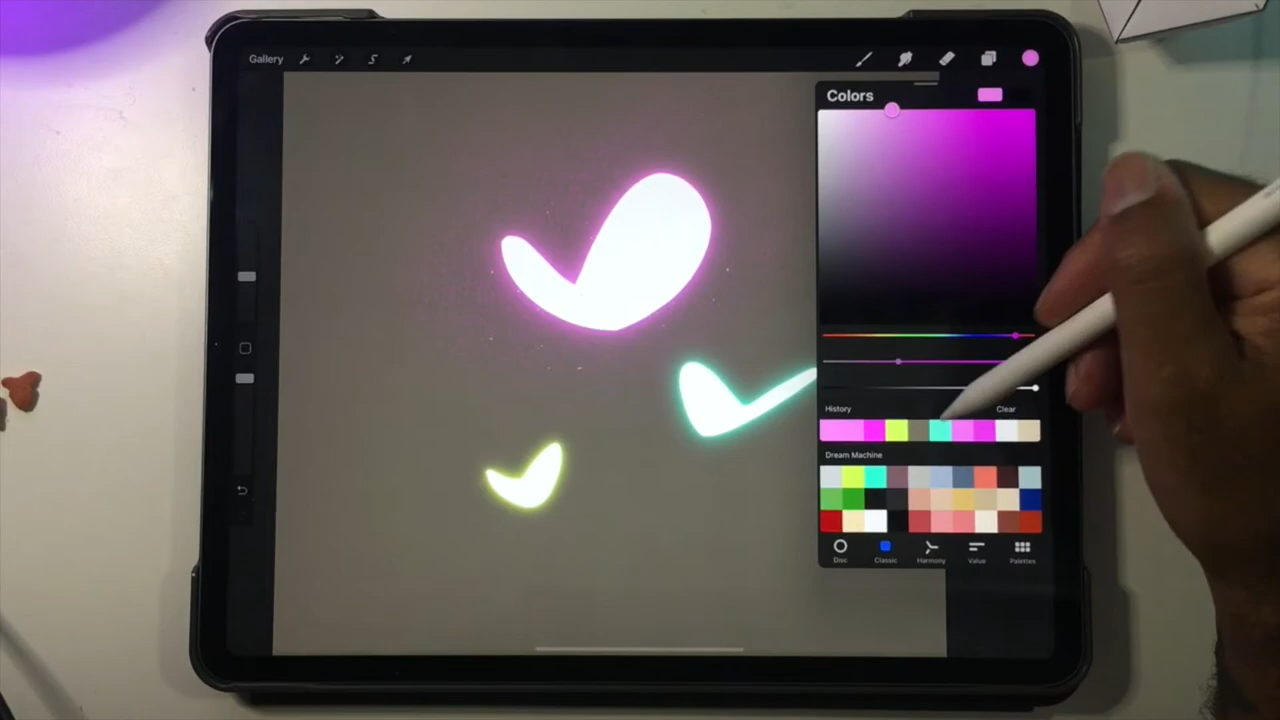 Gallery
Colors
History Clear
Dream Machine
Disc Classic Harmony Value Palettes